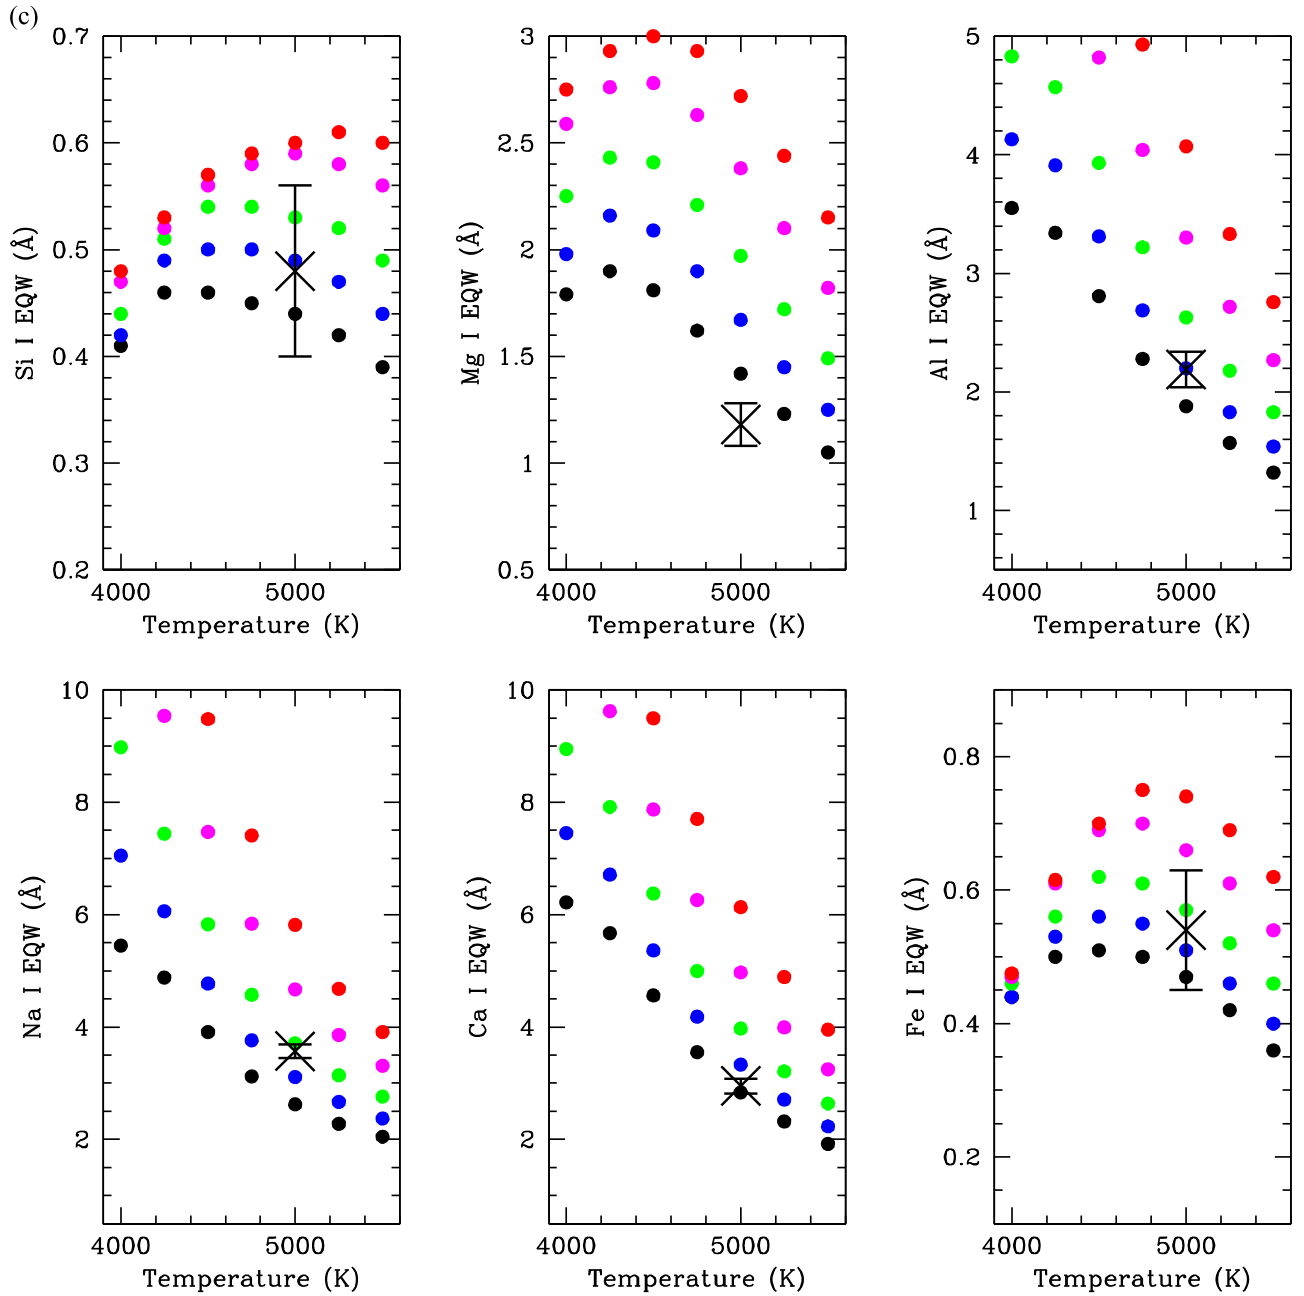 (c)
0.7
0.6
0.5
0.4
0.3
0.2
Si I EQW (Å)
4000 5000
Temperature (K)
3
2.5
2
1.5
1
0.5
Mg I EQW (Å)
4000 5000
Temperature (K)
5
4
3
2
1
Al I EQW (Å)
4000 5000
Temperature (K)
10
8
6
4
2
Na I EQW (Å)
4000 5000
Temperature (K)
10
8
6
4
2
Ca I EQW (Å)
4000 5000
Temperature (K)
0.8
0.6
0.4
0.2
Fe I EQW (Å)
4000 5000
Temperature (K)